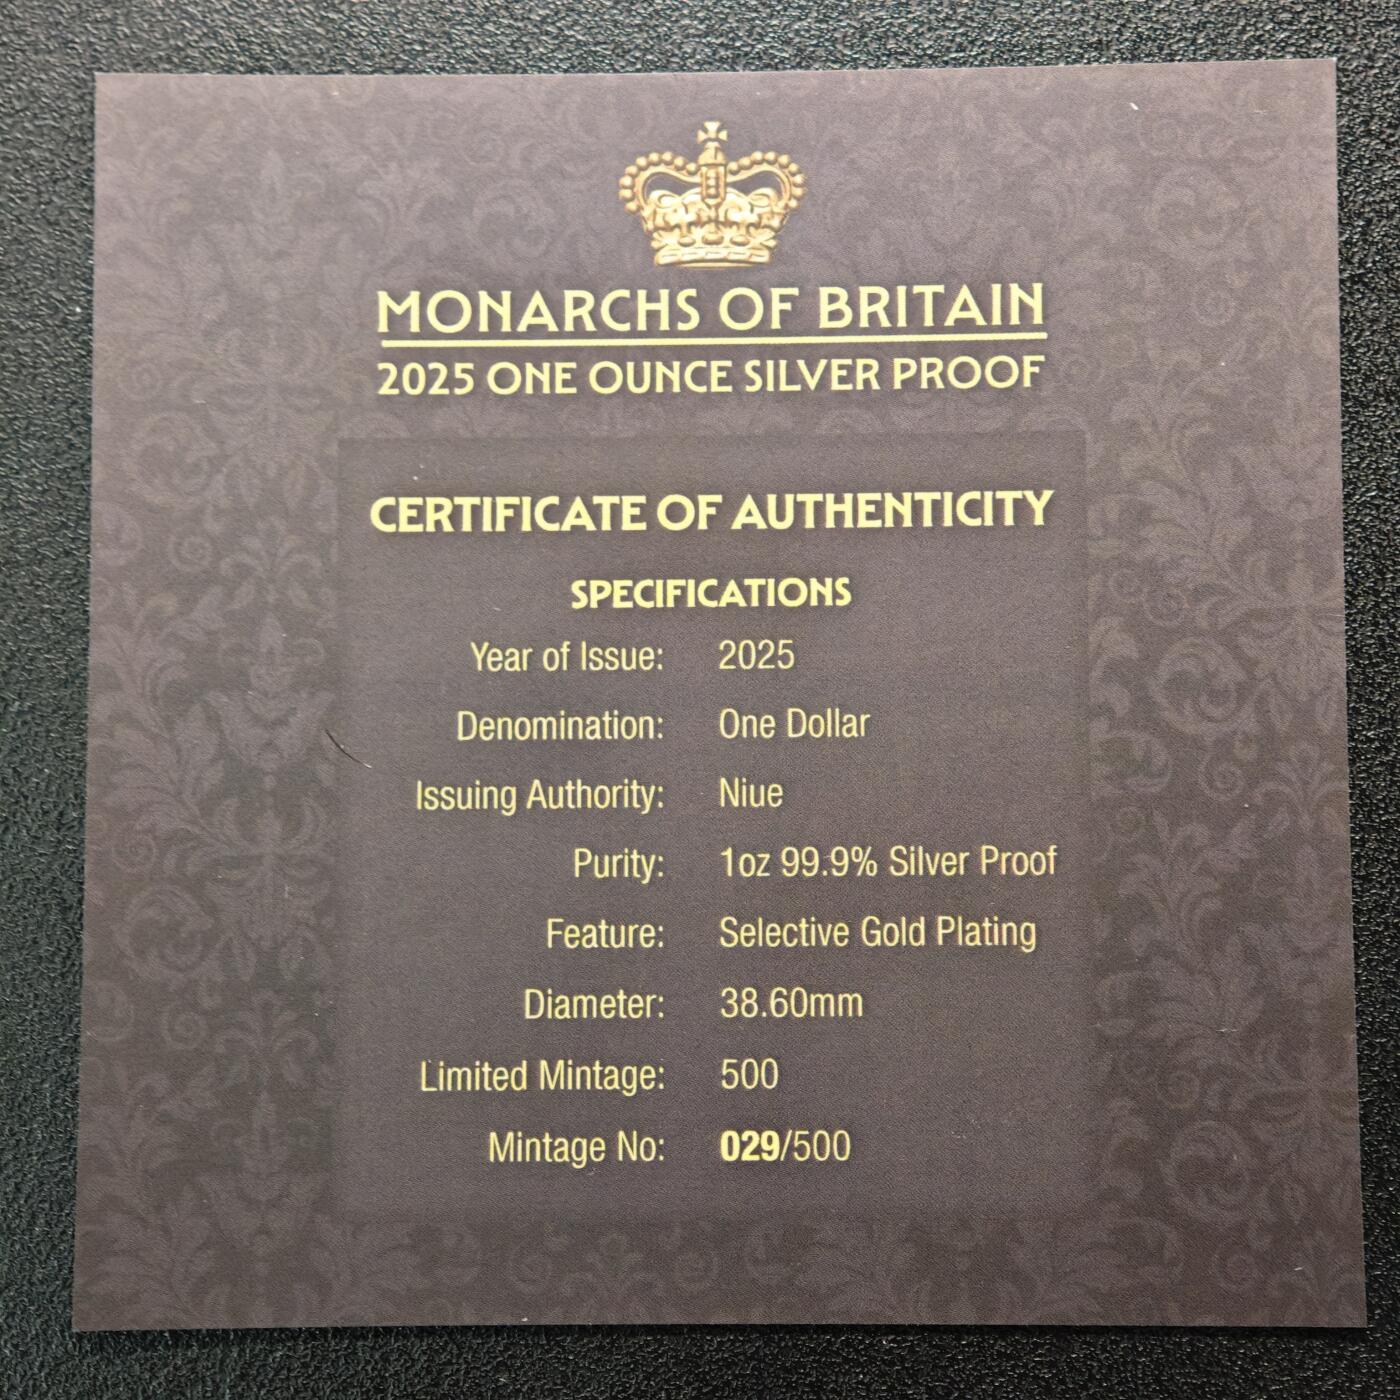 MONARCHS OF BRITAIN
2025 ONE OUNCE SILVER PROOF
CERTIFICATE OF AUTHENTICITY
SPECIFICATIONS
Year of Issue: 2025
Denomination: One Dollar
Issuing Authority: Niue
Purity: 1oz 99.9% Silver Proof
Feature: Selective Gold Plating
Diameter: 38.60mm
Limited Mintage: 500
Mintage No: 029/500